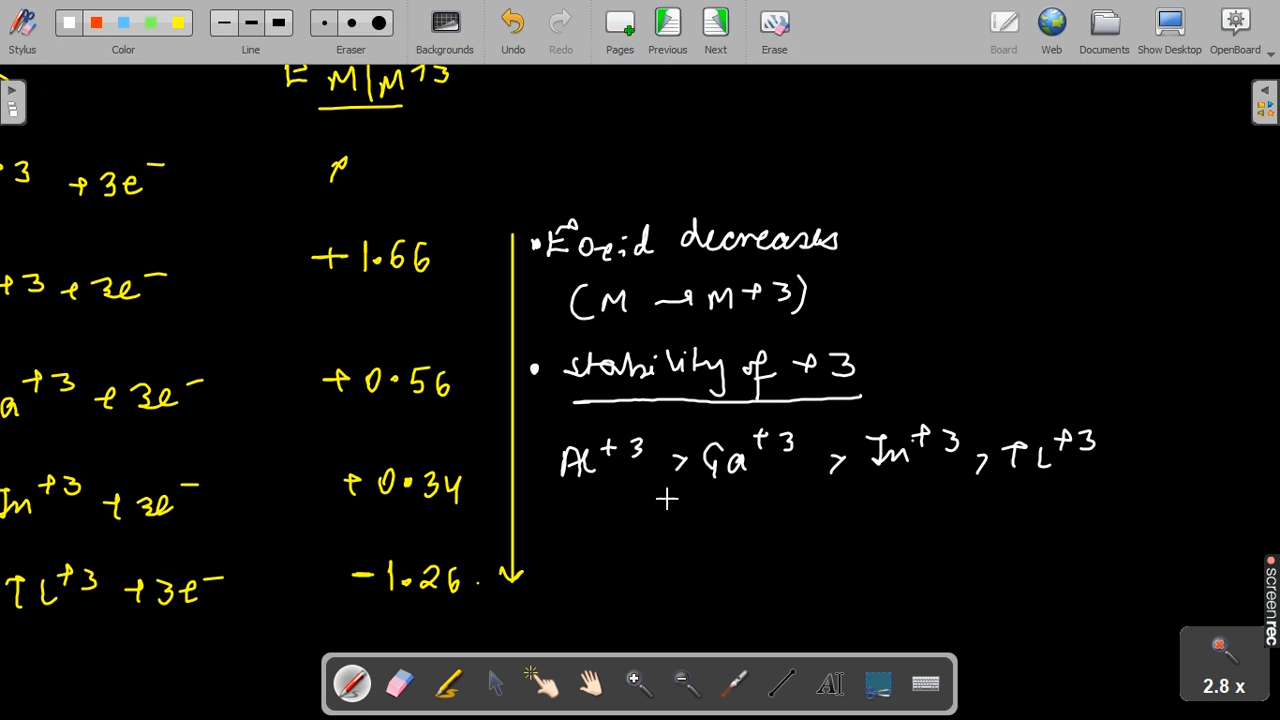 Stylus
Color
Line
Eraser
Backgrounds
Undo
Redo
Pages
Previous
Next
Erase
Board
Web
Documents
Show Desktop
OpenBoard
E M/M+3
+3 +3e-
+1.66
• E° Oxid decreases
+3 +3e-
(M → M+3)
+0.56
• stability of +3
a+3 +3e-
Al+3 > Ga+3 > In+3 > TL+3
+0.34
In+3 +3e-
-1.26
TL+3 +3e-
screenrec
2.8 x